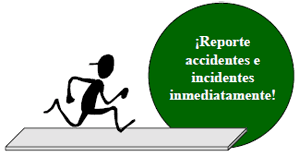 ¡Reporte
accidentes e
incidentes
inmediatamente!